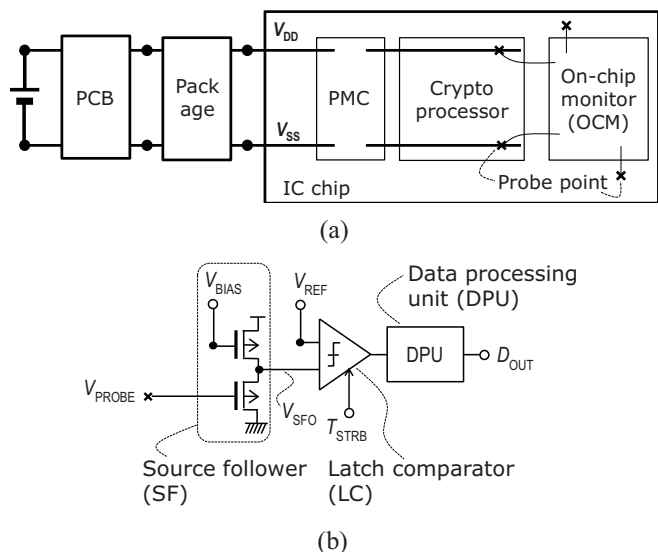 V_DD
PCB
Pack
age
PMC
Crypto
processor
On-chip
monitor
(OCM)
V_SS
IC chip
Probe point
(a)
V_BIAS
V_REF
Data processing
unit (DPU)
DPU
D_OUT
V_PROBE
V_SFO
T_STRB
Source follower
(SF)
Latch comparator
(LC)
(b)